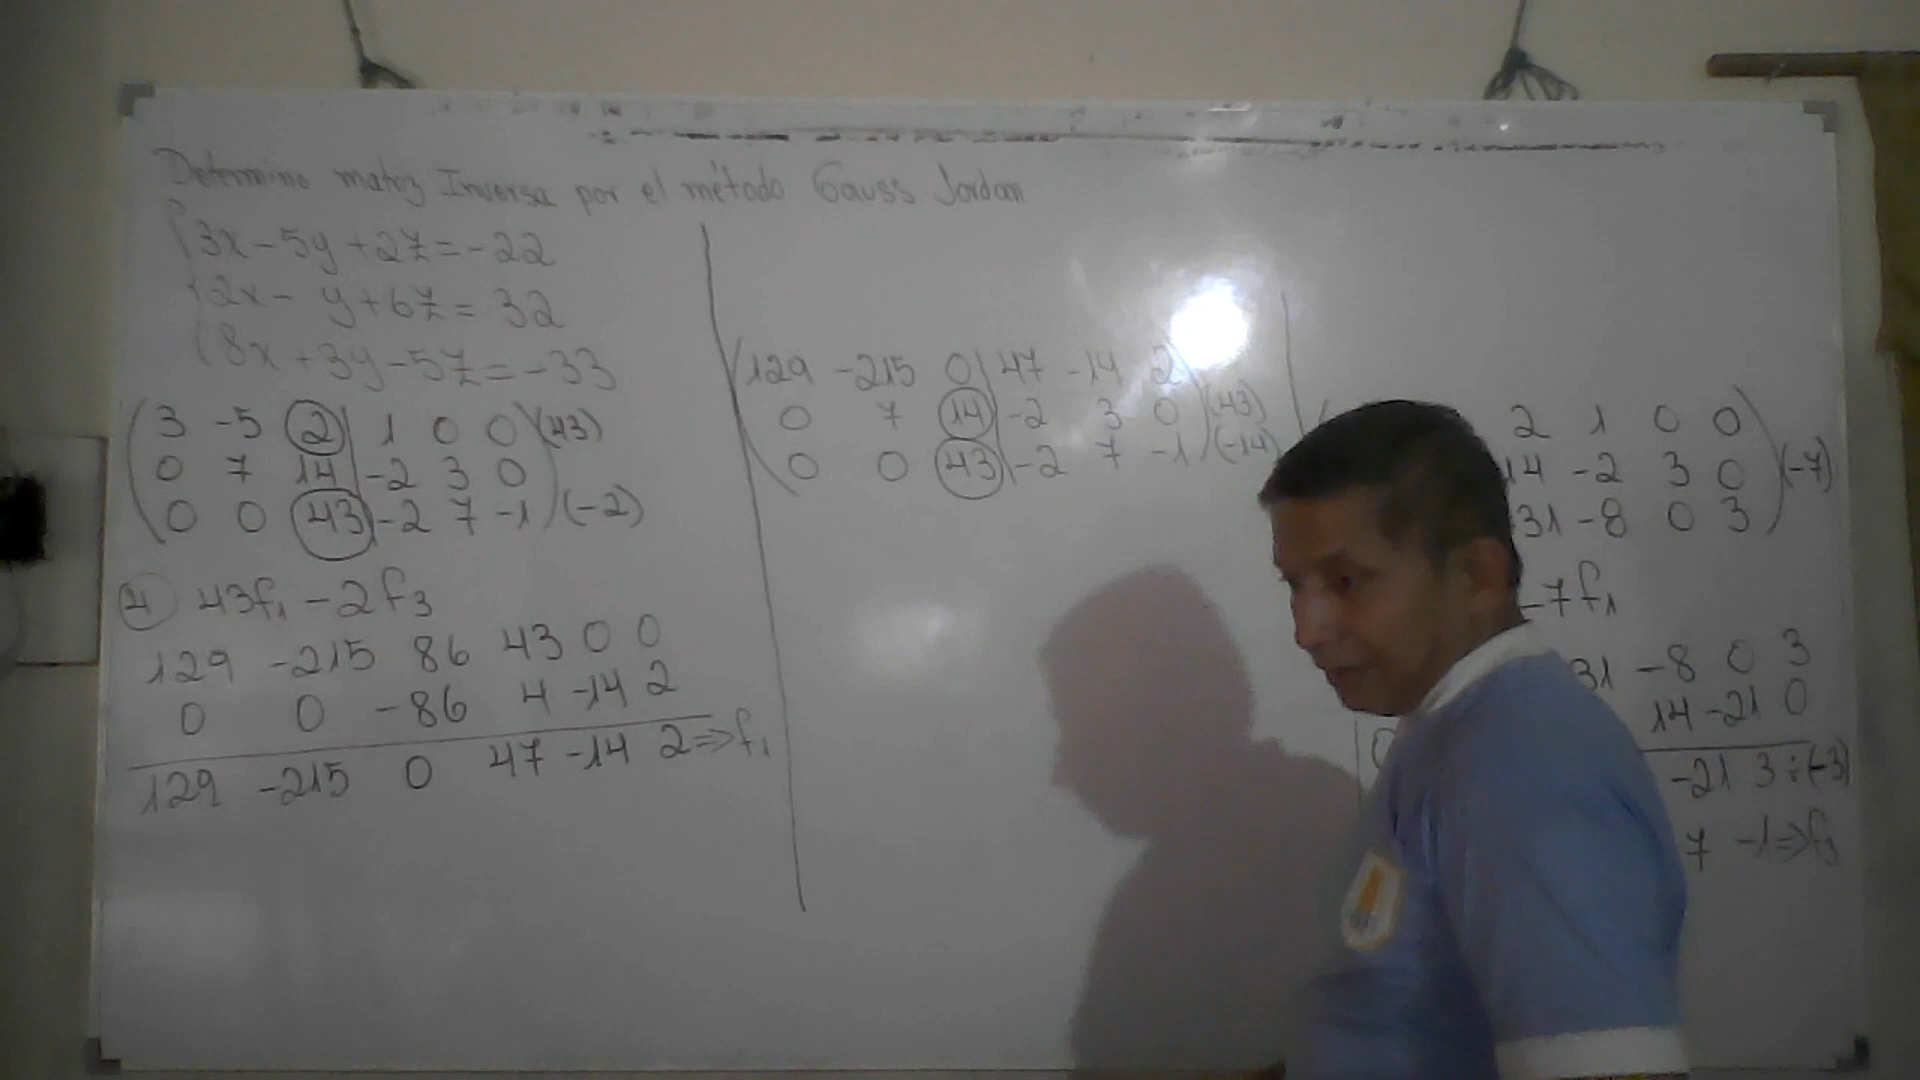 Determino matriz Inversa por el método Gauss Jordan
3x - 5y + 2z = -22
2x - y + 6z = 32
8x + 3y - 5z = -33
3 -5 2 | 1 0 0 (43)
0 7 14 | -2 3 0
0 0 43 | -2 7 -1 (-2)
4 43f₁ - 2f₃
129 -215 86 43 0 0
0 0 -86 4 -14 2
129 -215 0 47 -14 2 ⇒ f₁
129 -215 0 | 47 -14 2
0 7 14 | -2 3 0 (43)
0 0 43 | -2 7 -1 (-14)
2 1 0 0
14 -2 3 0 (-7)
31 -8 0 3
-7f₁
31 -8 0 3
14 -21 0
-21 3 ÷(-3)
7 -1 ⇒ f₃